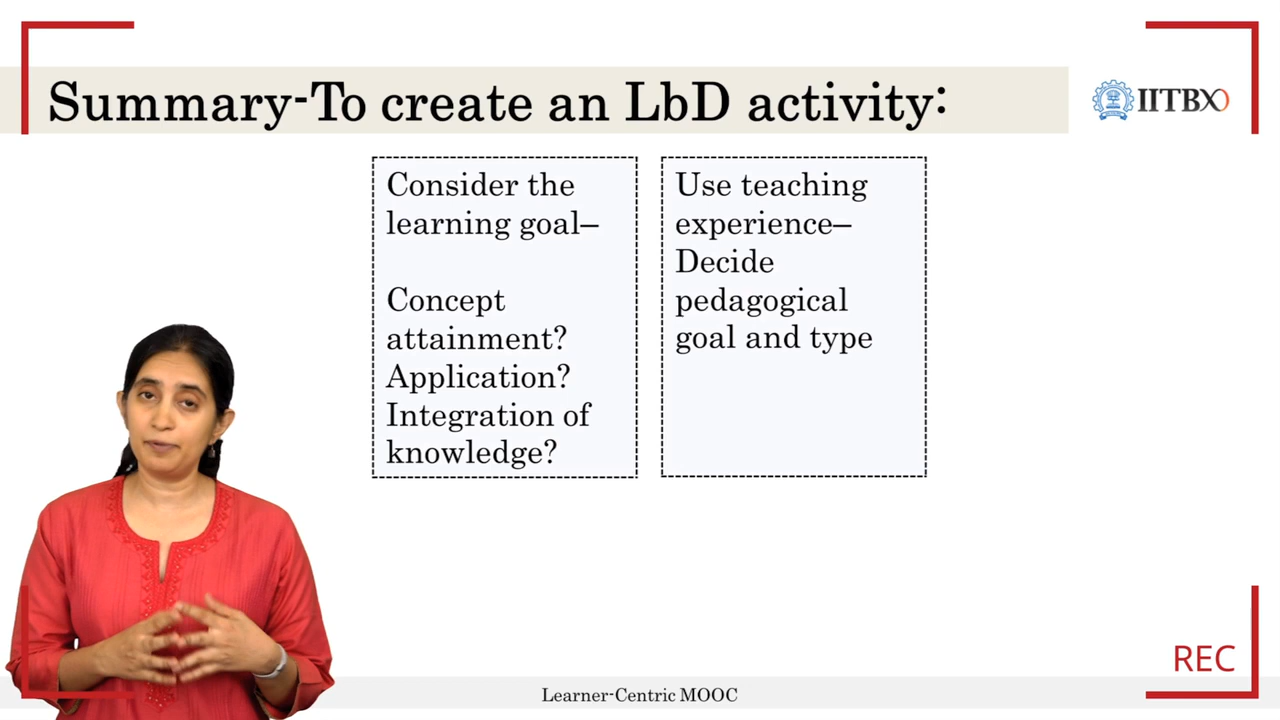 Summary-To create an LbD activity:
IITBX
Consider the
learning goal–
Concept
attainment?
Application?
Integration of
knowledge?
Use teaching
experience–
Decide
pedagogical
goal and type
REC
Learner-Centric MOOC